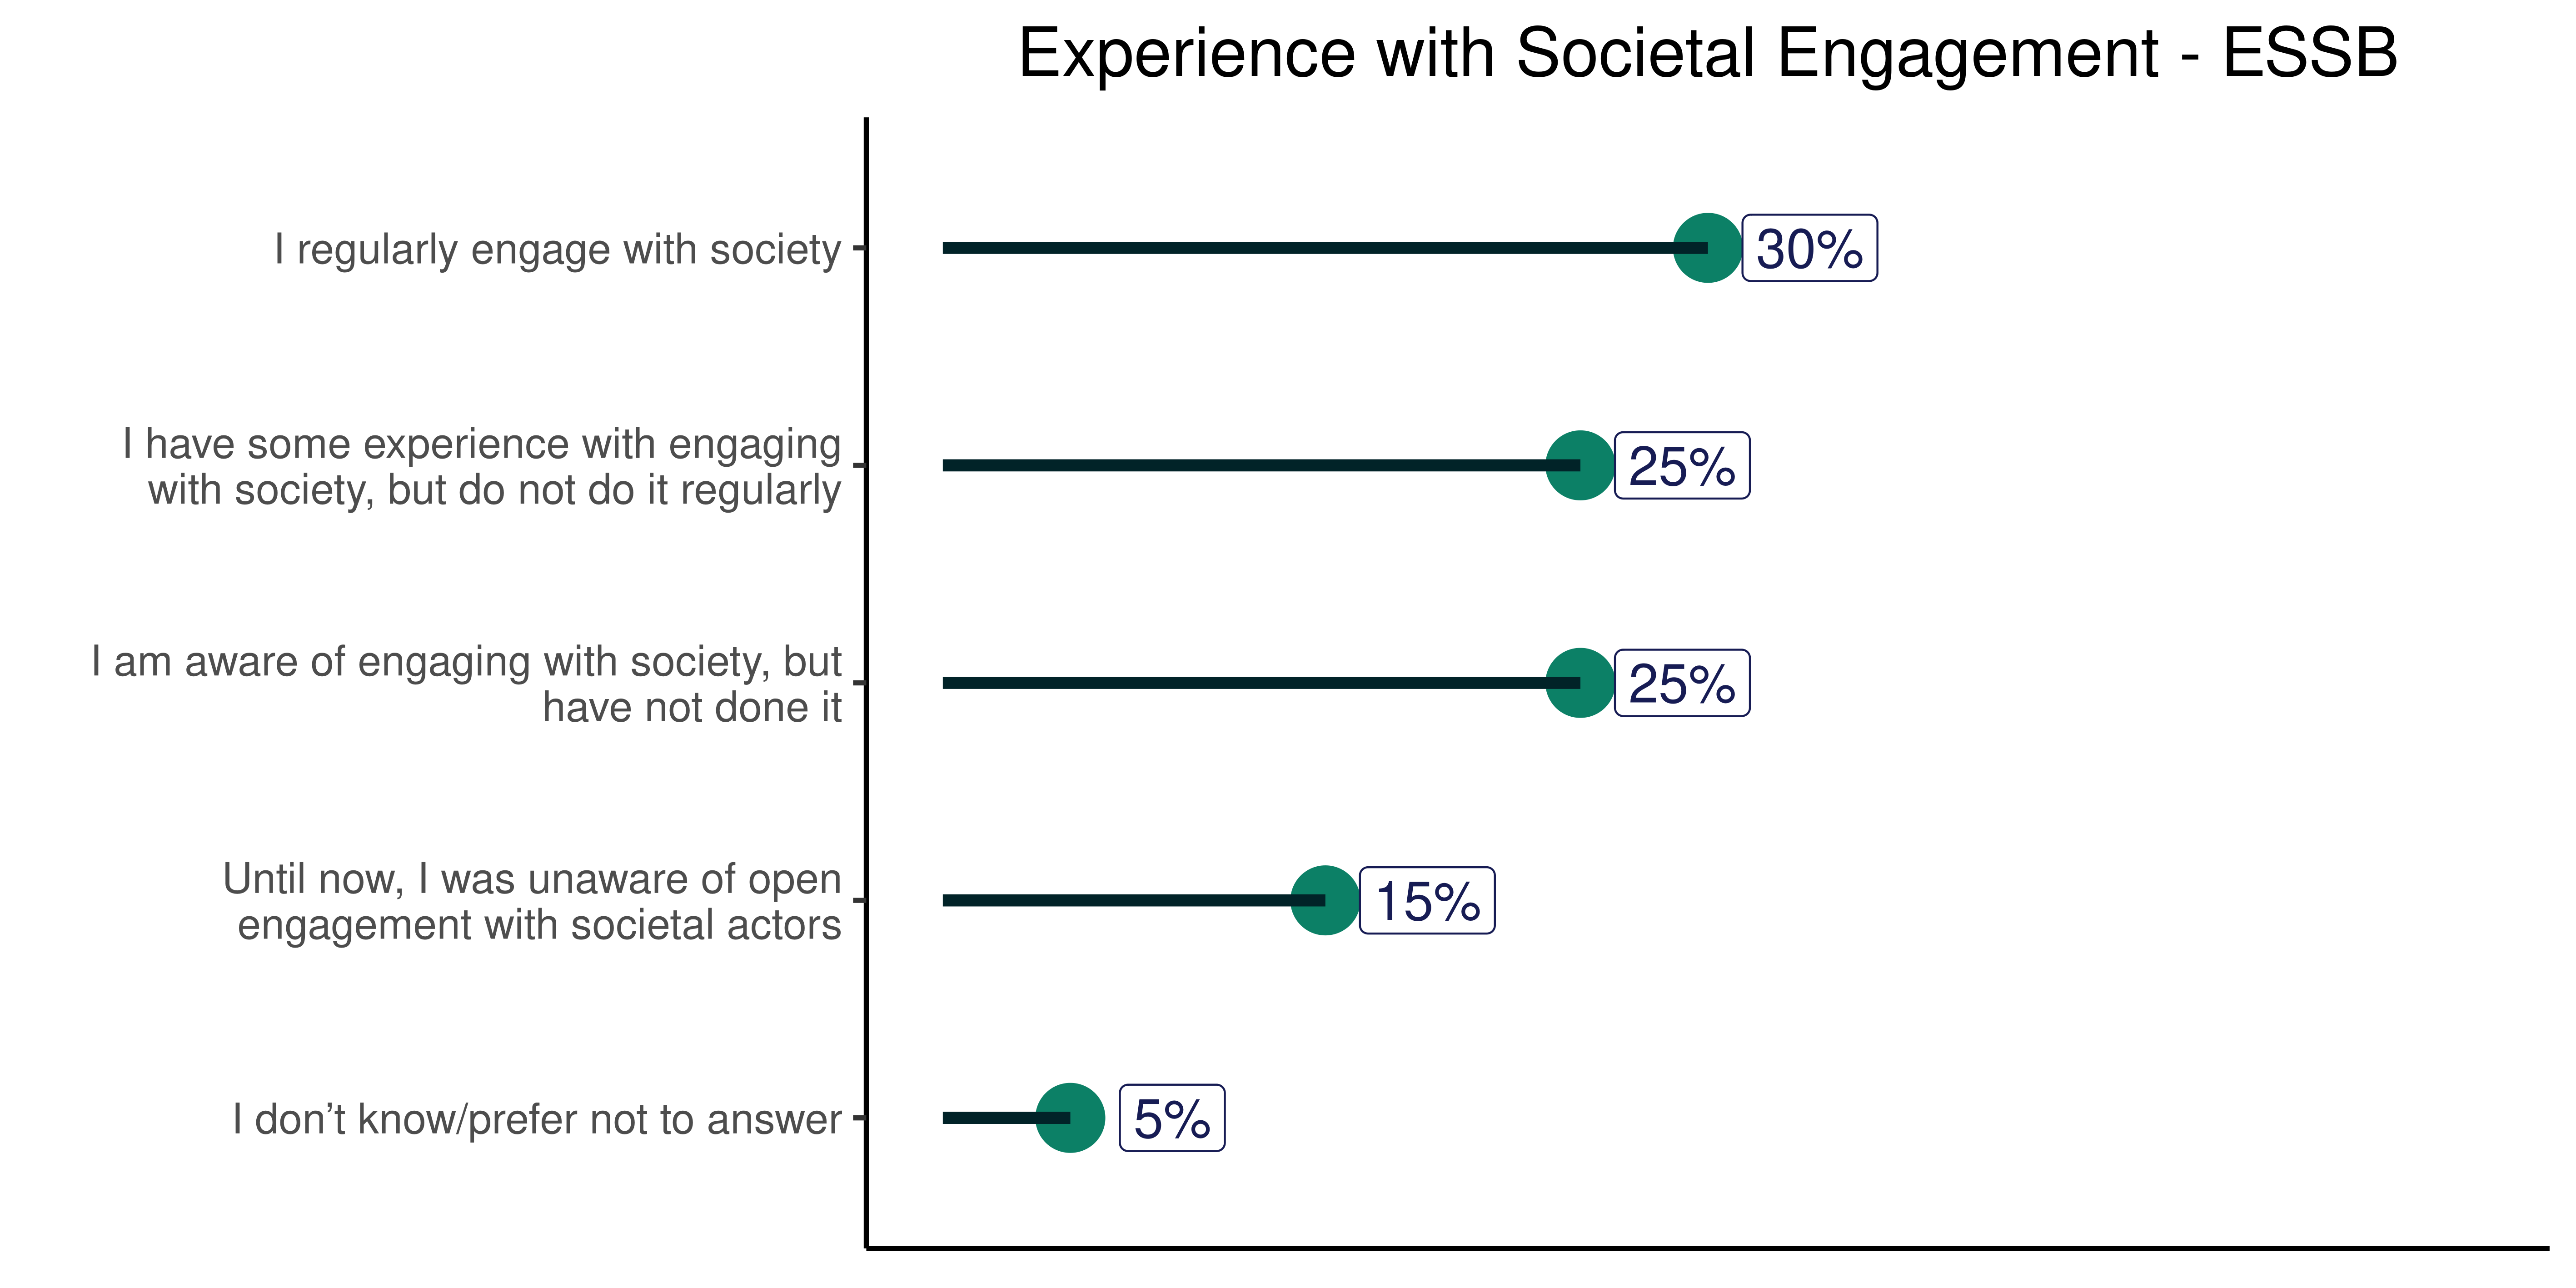 Experience with Societal Engagement - ESSB
I regularly engage with society
30%
I have some experience with engaging
with society, but do not do it regularly
25%
I am aware of engaging with society, but
have not done it
25%
Until now, I was unaware of open
engagement with societal actors
15%
I don’t know/prefer not to answer
5%